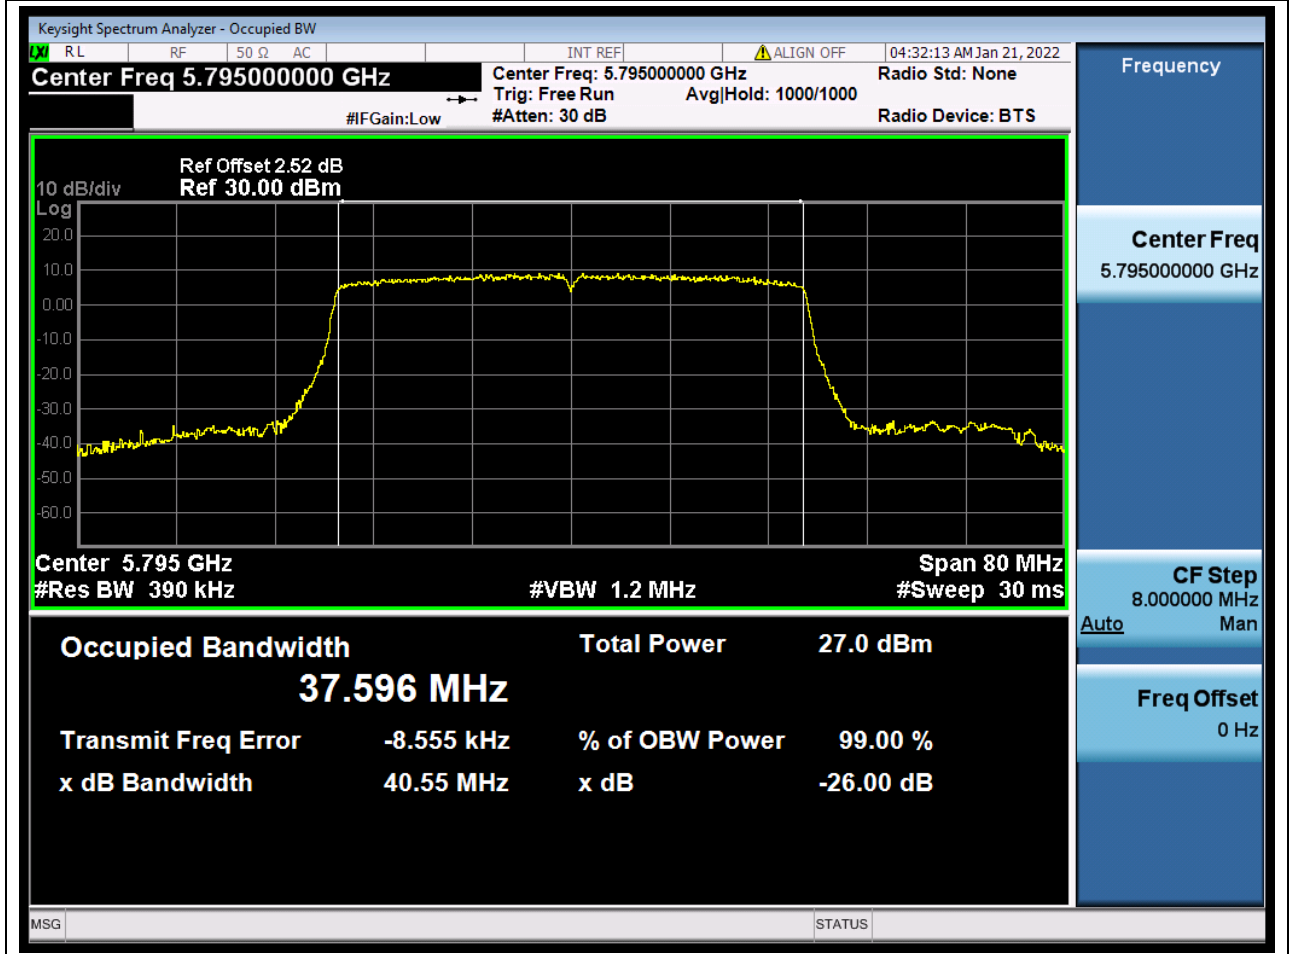 Keysight Spectrum Analyzer - Occupied BW
LXI RL RF 50 Ω AC INT REF ALIGN OFF 04:32:13 AM Jan 21, 2022
Center Freq 5.795000000 GHz
Center Freq: 5.795000000 GHz
Radio Std: None
Trig: Free Run Avg|Hold: 1000/1000
#IFGain:Low
#Atten: 30 dB
Radio Device: BTS
Ref Offset 2.52 dB
10 dB/div Ref 30.00 dBm
Log
20.0
10.0
0.00
-10.0
-20.0
-30.0
-40.0
-50.0
-60.0
Center 5.795 GHz Span 80 MHz
#Res BW 390 kHz #VBW 1.2 MHz #Sweep 30 ms
Occupied Bandwidth Total Power 27.0 dBm
37.596 MHz
Transmit Freq Error -8.555 kHz % of OBW Power 99.00 %
x dB Bandwidth 40.55 MHz x dB -26.00 dB
MSG STATUS
Frequency
Center Freq
5.795000000 GHz
CF Step
8.000000 MHz
Auto Man
Freq Offset
0 Hz